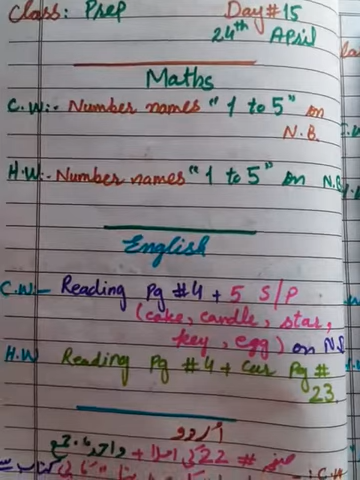 Class: Prep Day#15
24th April
Maths
C.W:- Number names "1 to 5" on
N.B.
H.W:- Number names "1 to 5" on N.B
English
C.W:- Reading Pg #4 + 5 S/P
(cake, candle, star,
key, egg) on N.B
H.W Reading Pg #4 + Cur Pg #
23.
اردو